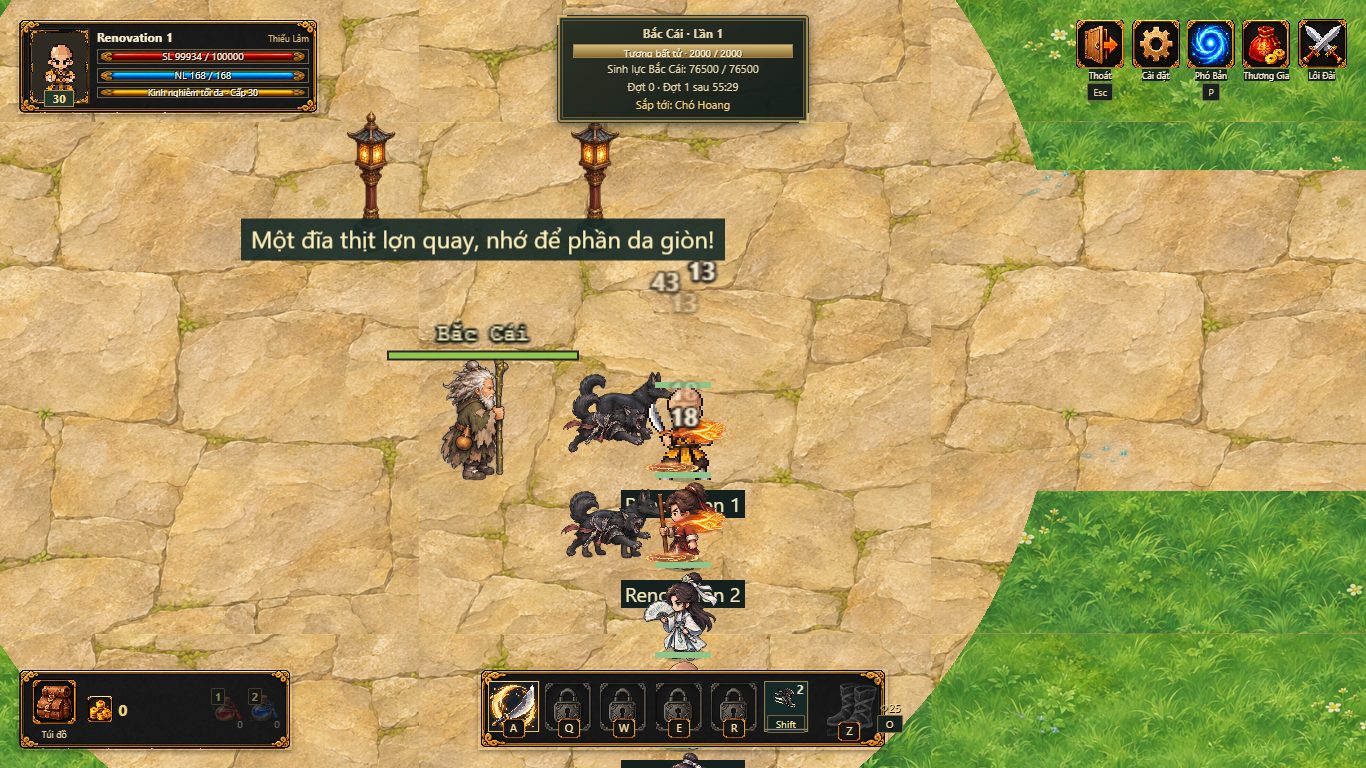 Renovation 1
Thiếu Lâm
SL 99934 / 100000
NL 168 / 168
Kinh nghiệm tối đa · Cấp 30
30
Bắc Cái · Lần 1
Tượng bất tử · 2000 / 2000
Sinh lực Bắc Cái: 76500 / 76500
Đợt 0 · Đợt 1 sau 55:29
Sắp tới: Chó Hoang
Thoát
Cài đặt
Phó Bản
Thương Gia
Lôi Đài
Esc
P
Một đĩa thịt lợn quay, nhớ để phần da giòn!
43
13
13
Bắc Cái
18
n 1
Reno
n 2
Túi đồ
0
1
0
2
0
A
Q
W
E
R
2
Shift
Z
25
O